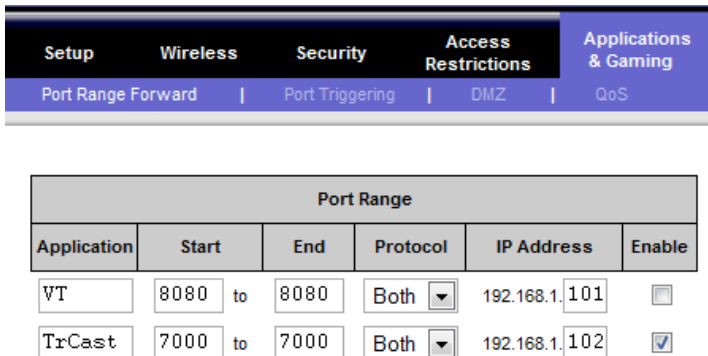 Setup Wireless Security Access Restrictions Applications & Gaming
Port Range Forward | Port Triggering | DMZ | QoS
Port Range
Application Start End Protocol IP Address Enable
VT 8080 to 8080 Both 192.168.1.101
TrCast 7000 to 7000 Both 192.168.1.102